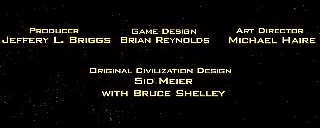 Producer Game Design Art Director
Jeffery L. Briggs Brian Reynolds Michael Haire
Original Civilization Design
Sid Meier
with Bruce Shelley